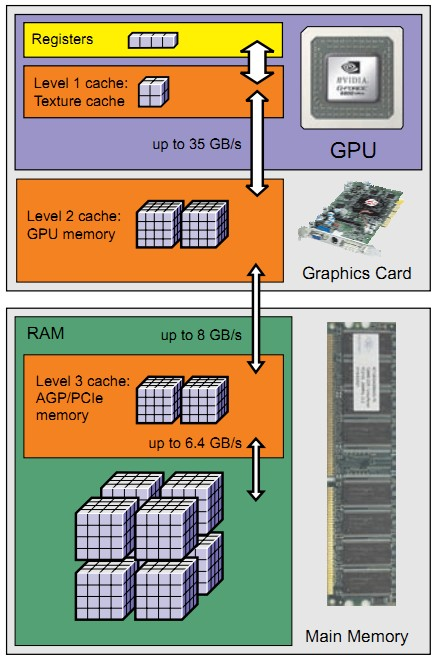 Registers
Level 1 cache:
Texture cache
NVIDIA
up to 35 GB/s
GPU
Level 2 cache:
GPU memory
Graphics Card
RAM
up to 8 GB/s
Level 3 cache:
AGP/PCIe
memory
up to 6.4 GB/s
Main Memory